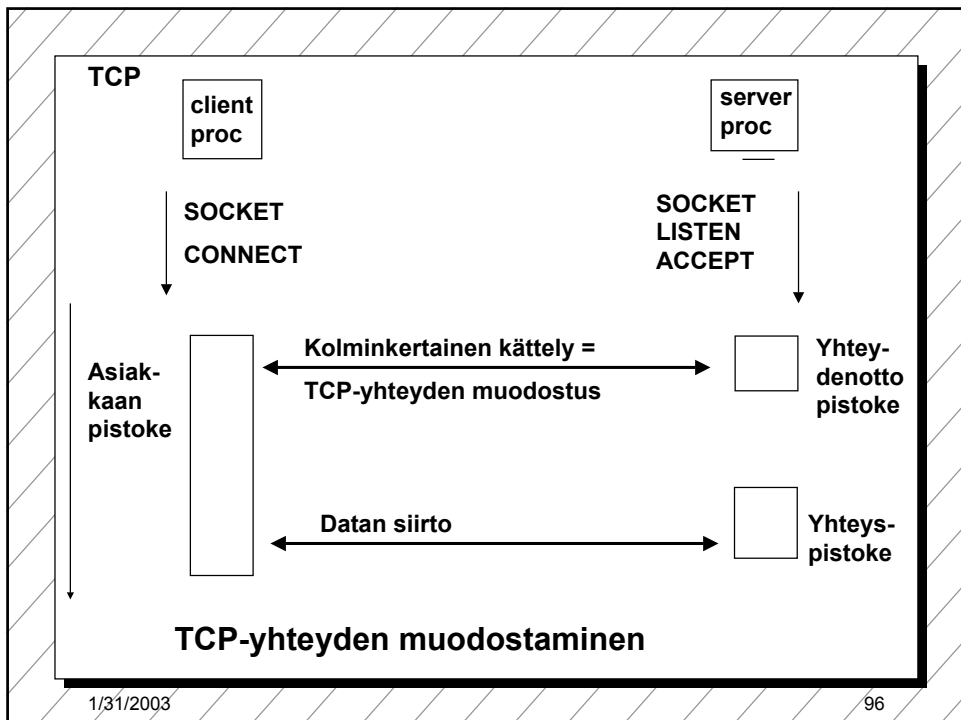 TCP
client
proc
server
proc
SOCKET
CONNECT
SOCKET
LISTEN
ACCEPT
Asiak-
kaan
pistoke
Kolminkertainen kättely =
TCP-yhteyden muodostus
Yhtey-
denotto
pistoke
Datan siirto
Yhteys-
pistoke
TCP-yhteyden muodostaminen
1/31/2003
96